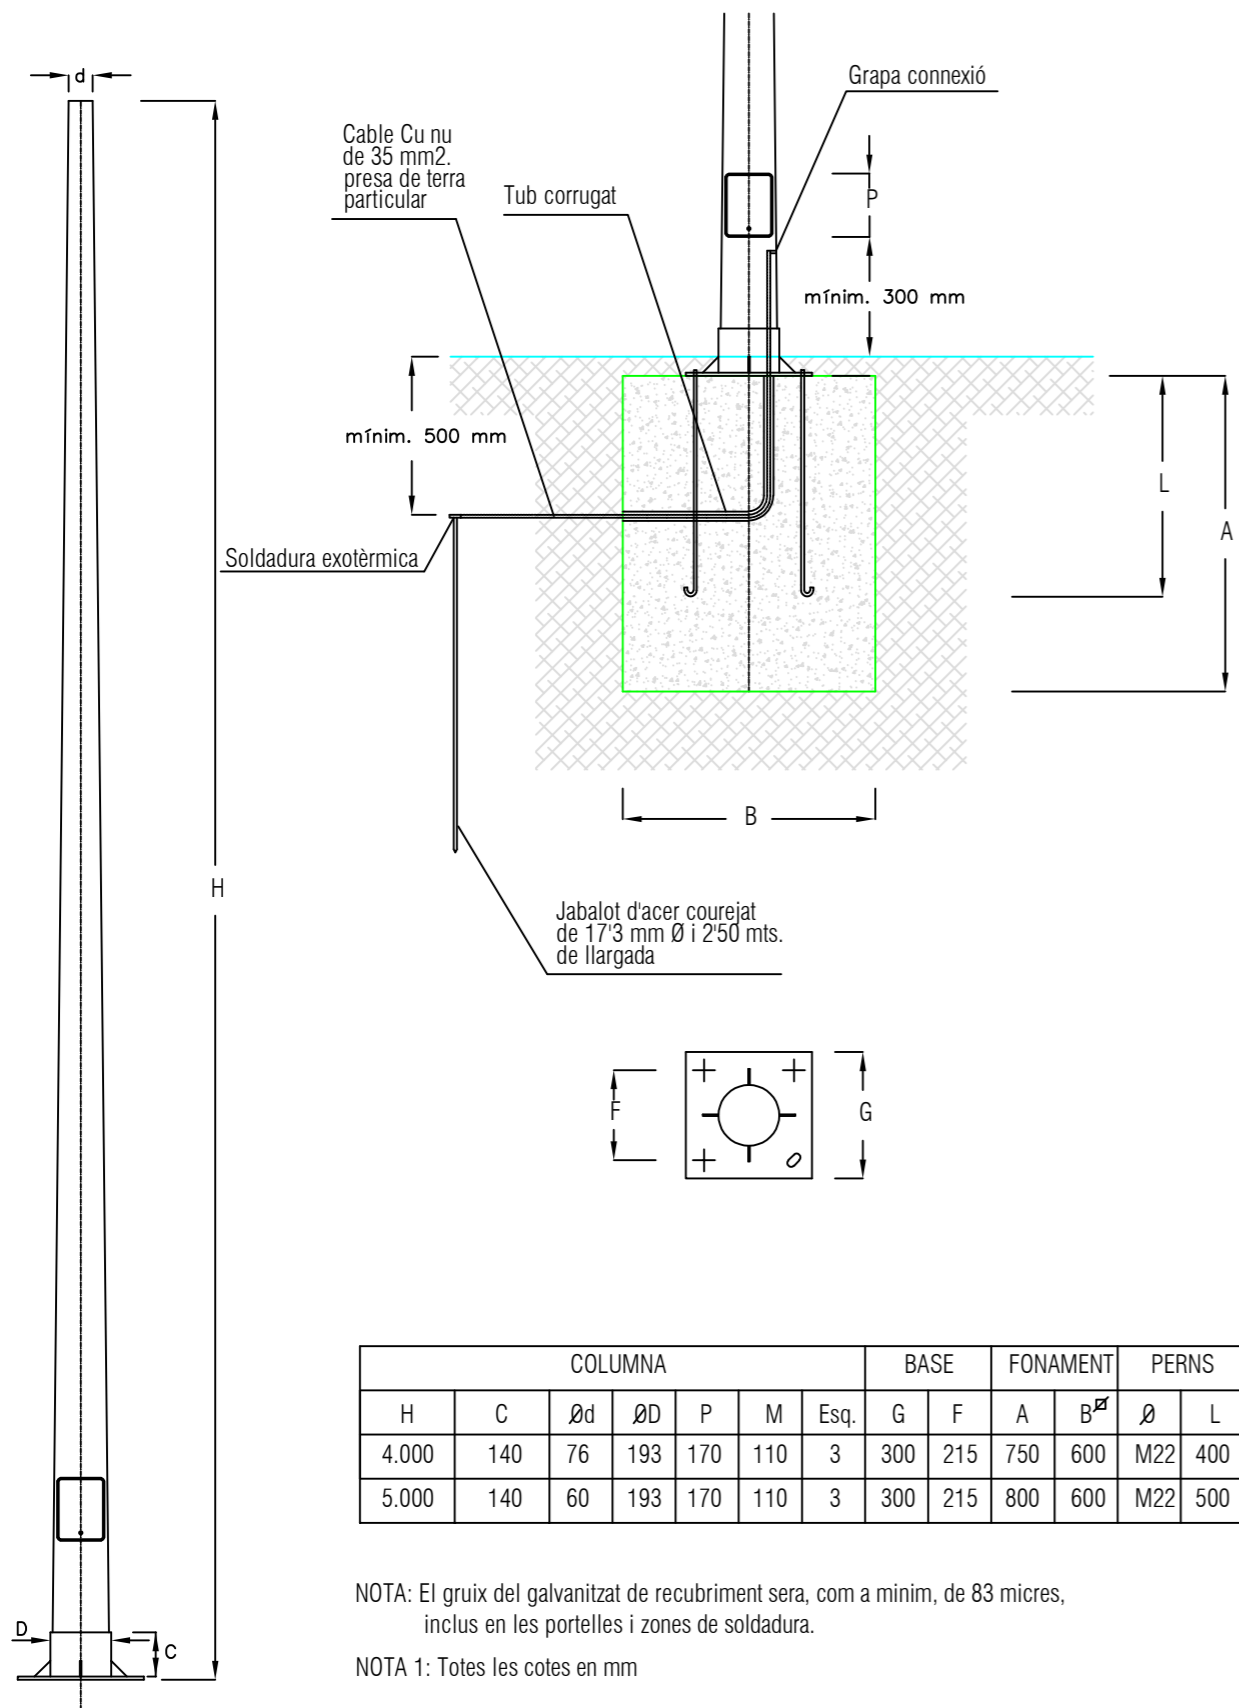 d
Grapa connexió
Cable Cu nu
de 35 mm2.
presa de terra
particular
Tub corrugat
P
mínim. 300 mm
mínim. 500 mm
L
A
Soldadura exotèrmica
B
H
Jabalot d'acer courejat
de 17'3 mm Ø i 2'50 mts.
de llargada
F
G
COLUMNA BASE FONAMENT PERNS
H C Ød ØD P M Esq. G F A B Ø L
4.000 140 76 193 170 110 3 300 215 750 600 M22 400
5.000 140 60 193 170 110 3 300 215 800 600 M22 500
NOTA: El gruix del galvanitzat de recubriment sera, com a minim, de 83 micres,
inclus en les portelles i zones de soldadura.
D
C
NOTA 1: Totes les cotes en mm